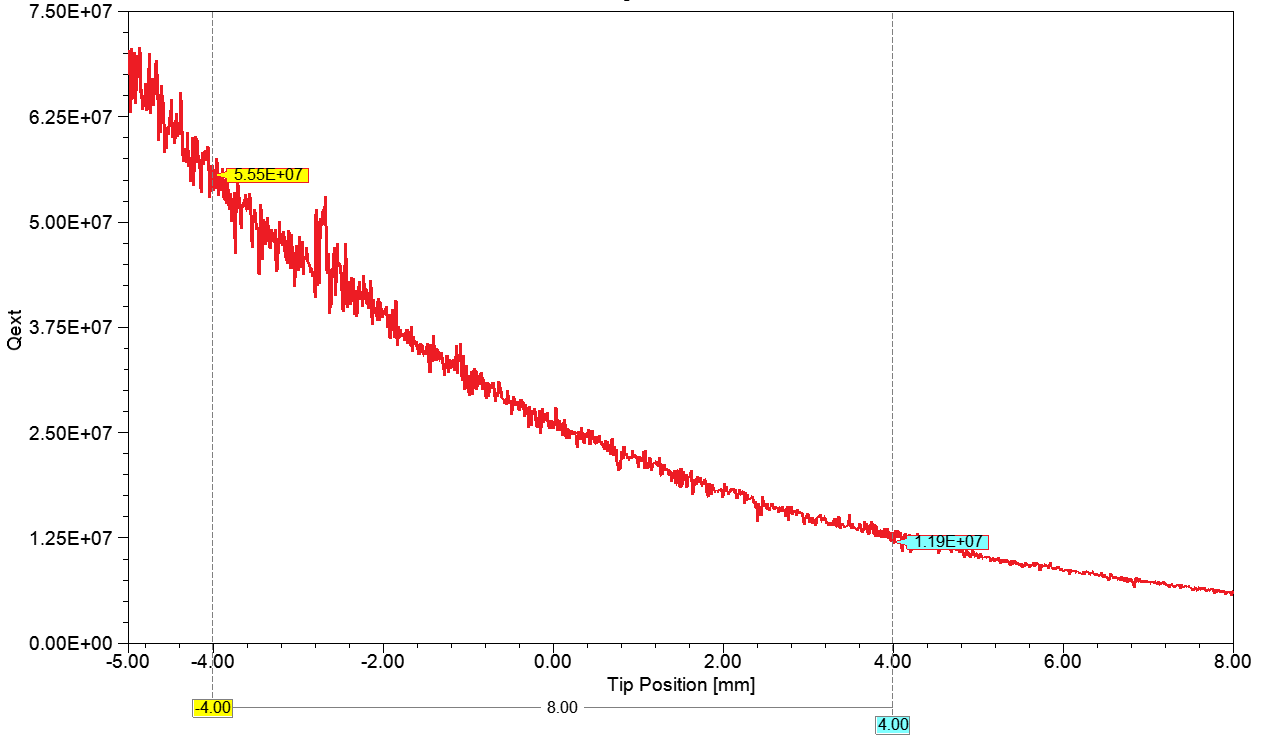 7.50E+07
6.25E+07
5.55E+07
5.00E+07
3.75E+07
Qext
2.50E+07
1.25E+07
1.19E+07
0.00E+00
-5.00 -4.00 -2.00 0.00 2.00 4.00 6.00 8.00
Tip Position [mm]
-4.00 8.00
4.00